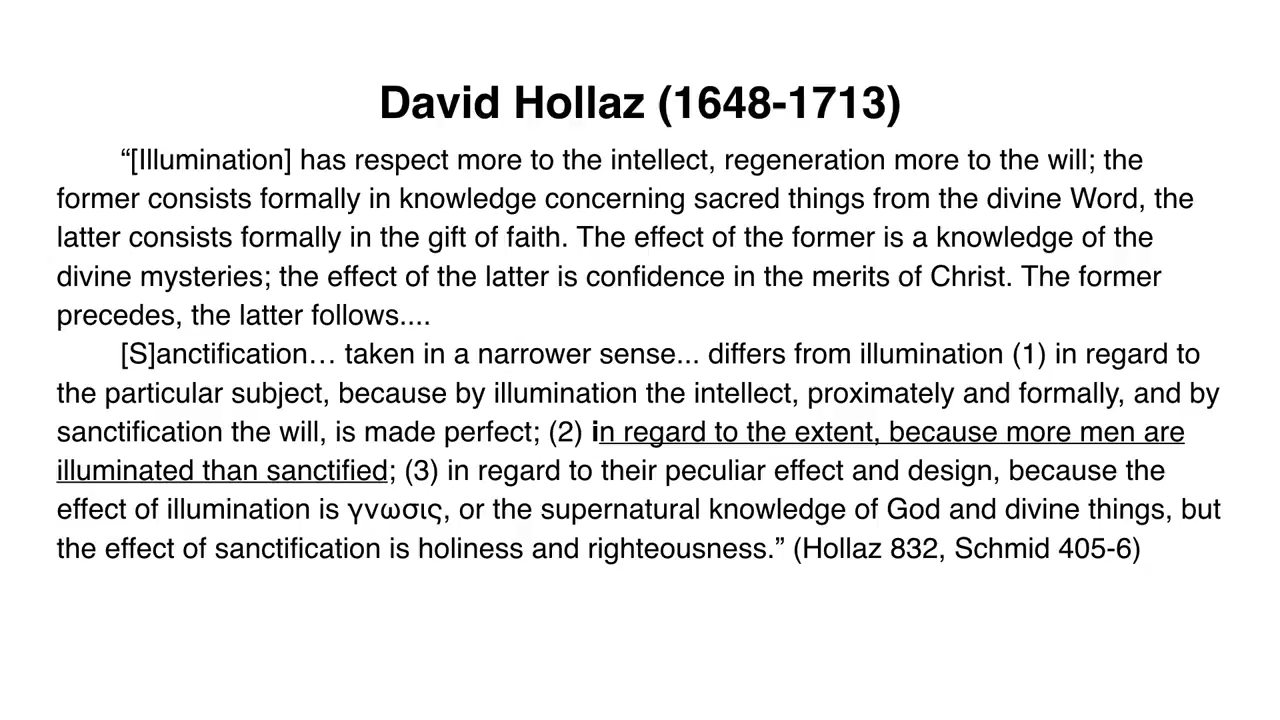 David Hollaz (1648-1713)
“[Illumination] has respect more to the intellect, regeneration more to the will; the
former consists formally in knowledge concerning sacred things from the divine Word, the
latter consists formally in the gift of faith. The effect of the former is a knowledge of the
divine mysteries; the effect of the latter is confidence in the merits of Christ. The former
precedes, the latter follows....
[S]anctification… taken in a narrower sense... differs from illumination (1) in regard to
the particular subject, because by illumination the intellect, proximately and formally, and by
sanctification the will, is made perfect; (2) in regard to the extent, because more men are
illuminated than sanctified; (3) in regard to their peculiar effect and design, because the
effect of illumination is γνωσις, or the supernatural knowledge of God and divine things, but
the effect of sanctification is holiness and righteousness.” (Hollaz 832, Schmid 405-6)